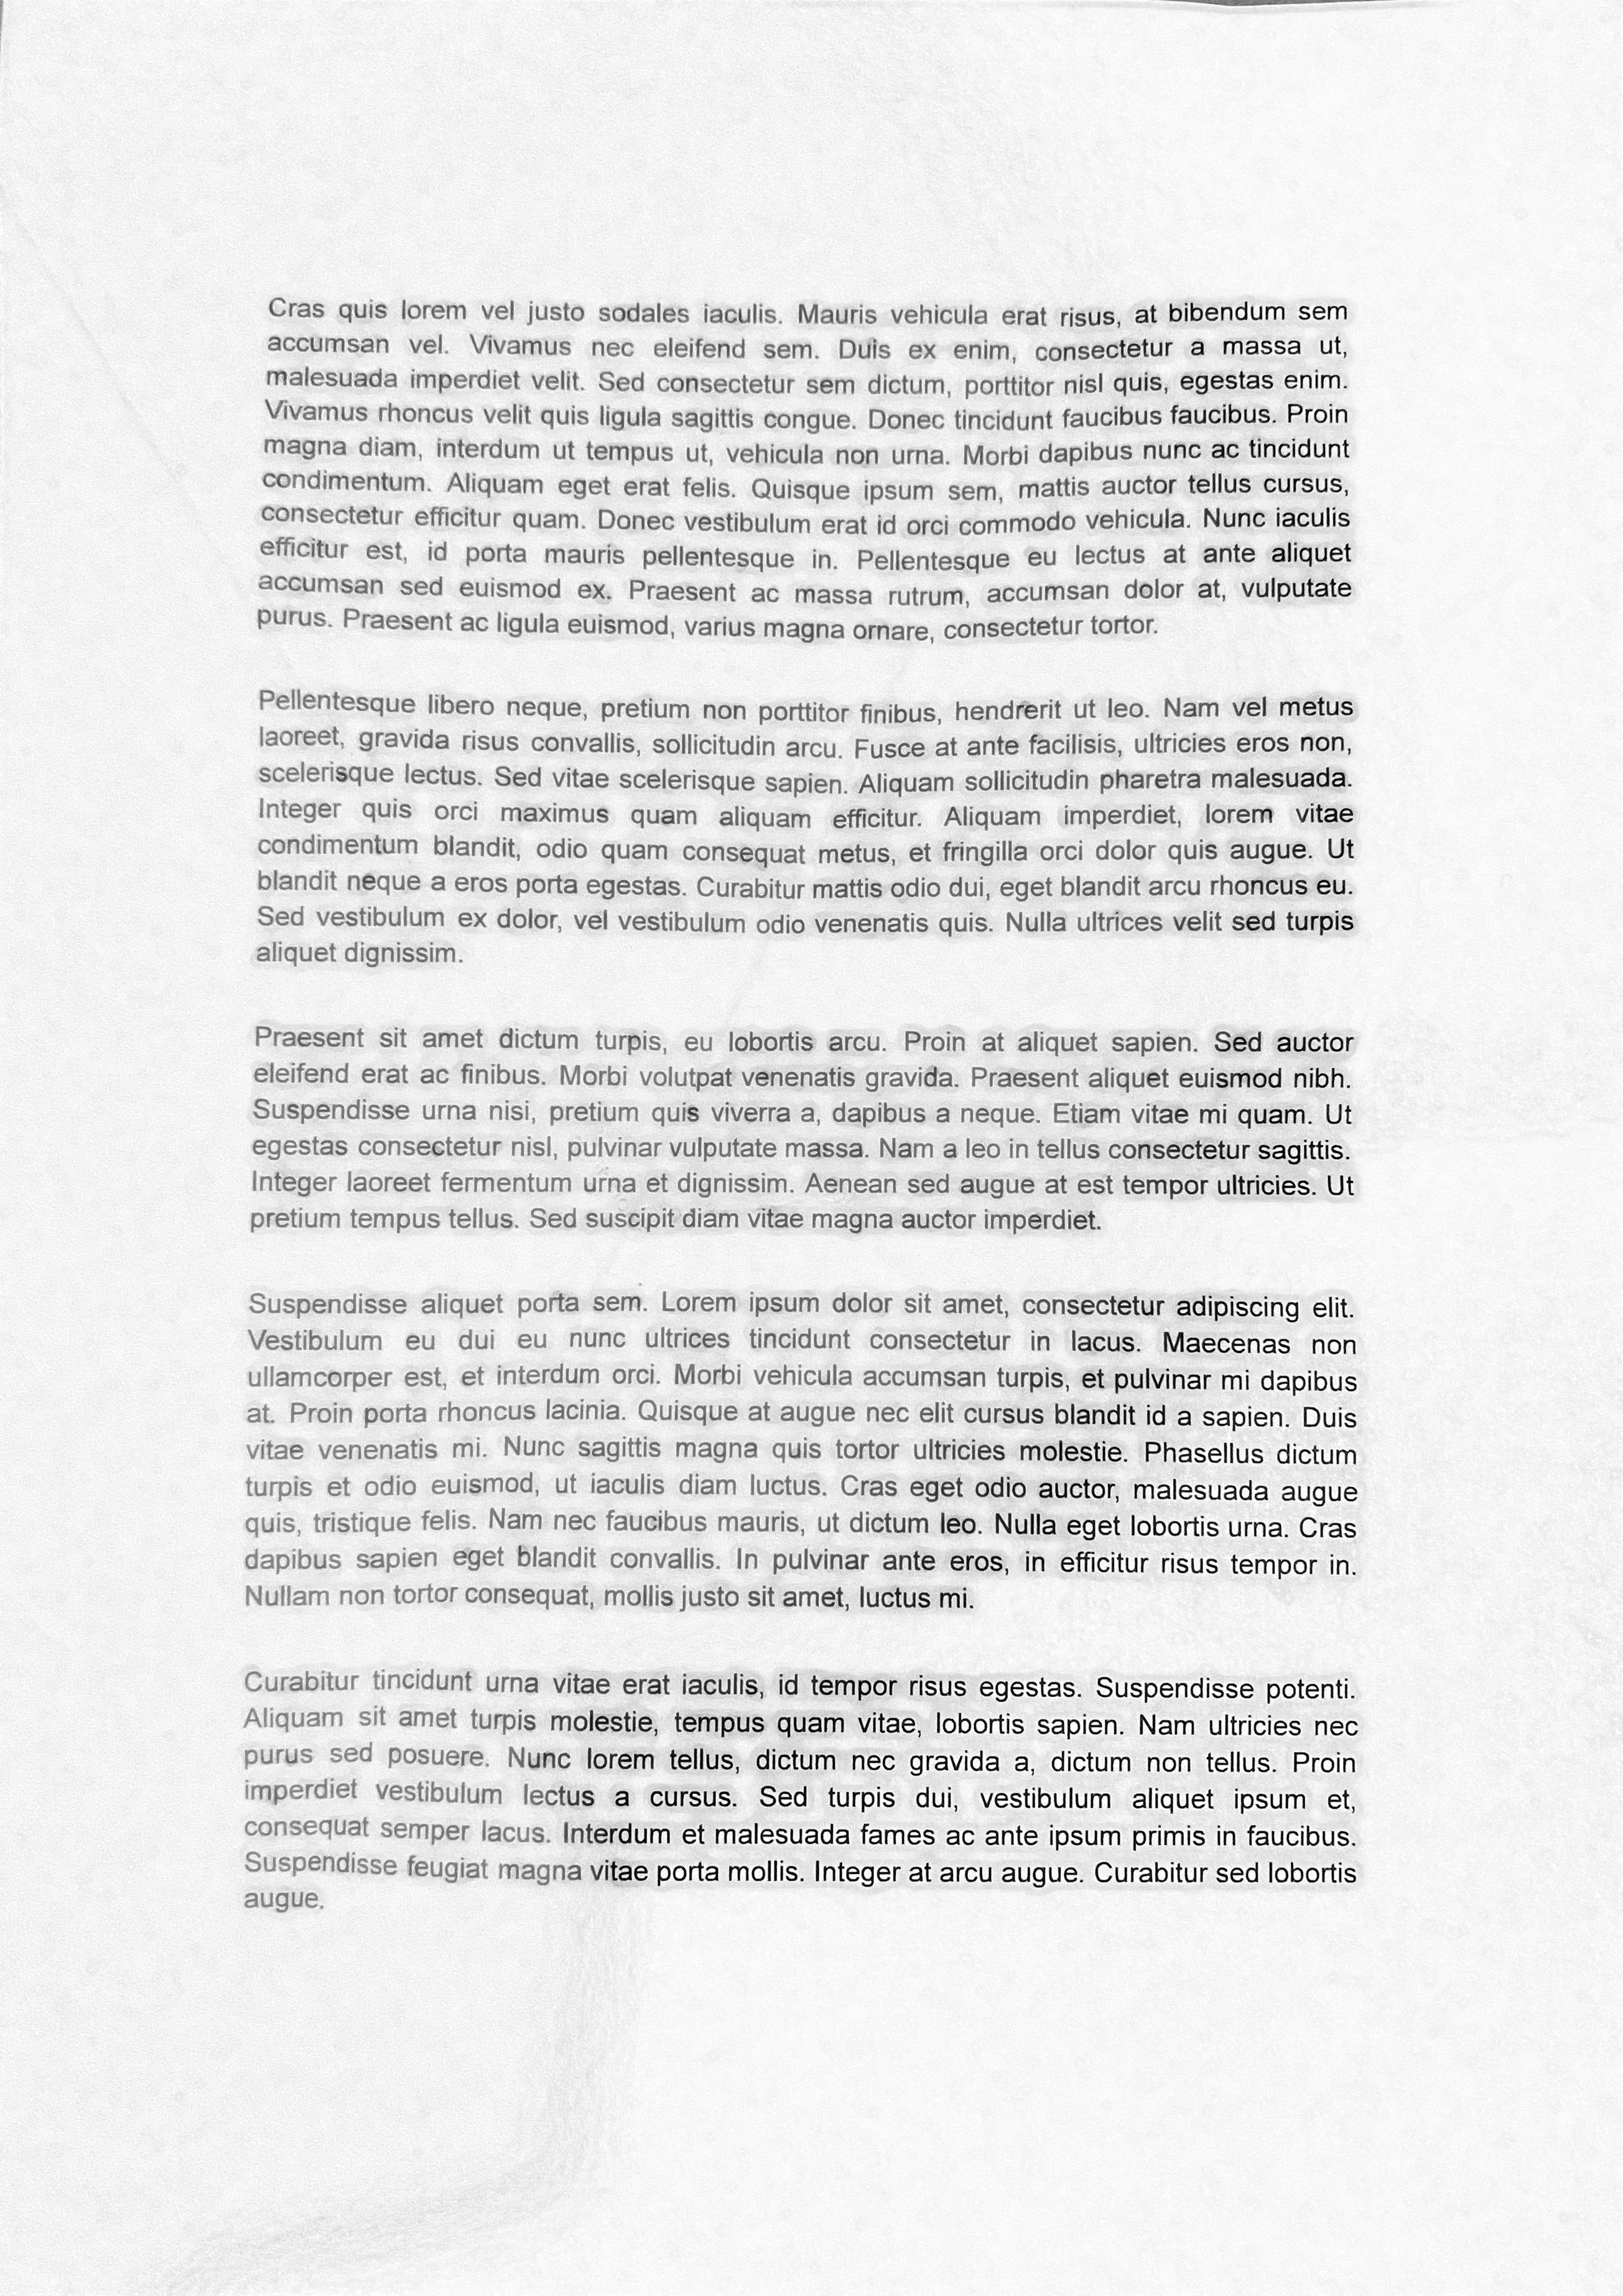 Cras quis lorem vel justo sodales iaculis. Mauris vehicula erat risus, at bibendum sem
accumsan vel. Vivamus nec eleifend sem. Duis ex enim, consectetur a massa ut,
malesuada imperdiet velit. Sed consectetur sem dictum, porttitor nisl quis, egestas enim.
Vivamus rhoncus velit quis ligula sagittis congue. Donec tincidunt faucibus faucibus. Proin
magna diam, interdum ut tempus ut, vehicula non urna. Morbi dapibus nunc ac tincidunt
condimentum. Aliquam eget erat felis. Quisque ipsum sem, mattis auctor tellus cursus,
consectetur efficitur quam. Donec vestibulum erat id orci commodo vehicula. Nunc iaculis
efficitur est, id porta mauris pellentesque in. Pellentesque eu lectus at ante aliquet
accumsan sed euismod ex. Praesent ac massa rutrum, accumsan dolor at, vulputate
purus. Praesent ac ligula euismod, varius magna ornare, consectetur tortor.
Pellentesque libero neque, pretium non porttitor finibus, hendrerit ut leo. Nam vel metus
laoreet, gravida risus convallis, sollicitudin arcu. Fusce at ante facilisis, ultricies eros non,
scelerisque lectus. Sed vitae scelerisque sapien. Aliquam sollicitudin pharetra malesuada.
Integer quis orci maximus quam aliquam efficitur. Aliquam imperdiet, lorem vitae
condimentum blandit, odio quam consequat metus, et fringilla orci dolor quis augue. Ut
blandit neque a eros porta egestas. Curabitur mattis odio dui, eget blandit arcu rhoncus eu.
Sed vestibulum ex dolor, vel vestibulum odio venenatis quis. Nulla ultrices velit sed turpis
aliquet dignissim.
Praesent sit amet dictum turpis, eu lobortis arcu. Proin at aliquet sapien. Sed auctor
eleifend erat ac finibus. Morbi volutpat venenatis gravida. Praesent aliquet euismod nibh.
Suspendisse urna nisi, pretium quis viverra a, dapibus a neque. Etiam vitae mi quam. Ut
egestas consectetur nisl, pulvinar vulputate massa. Nam a leo in tellus consectetur sagittis.
Integer laoreet fermentum urna et dignissim. Aenean sed augue at est tempor ultricies. Ut
pretium tempus tellus. Sed suscipit diam vitae magna auctor imperdiet.
Suspendisse aliquet porta sem. Lorem ipsum dolor sit amet, consectetur adipiscing elit.
Vestibulum eu dui eu nunc ultrices tincidunt consectetur in lacus. Maecenas non
ullamcorper est, et interdum orci. Morbi vehicula accumsan turpis, et pulvinar mi dapibus
at. Proin porta rhoncus lacinia. Quisque at augue nec elit cursus blandit id a sapien. Duis
vitae venenatis mi. Nunc sagittis magna quis tortor ultricies molestie. Phasellus dictum
turpis et odio euismod, ut iaculis diam luctus. Cras eget odio auctor, malesuada augue
quis, tristique felis. Nam nec faucibus mauris, ut dictum leo. Nulla eget lobortis urna. Cras
dapibus sapien eget blandit convallis. In pulvinar ante eros, in efficitur risus tempor in.
Nullam non tortor consequat, mollis justo sit amet, luctus mi.
Curabitur tincidunt urna vitae erat iaculis, id tempor risus egestas. Suspendisse potenti.
Aliquam sit amet turpis molestie, tempus quam vitae, lobortis sapien. Nam ultricies nec
purus sed posuere. Nunc lorem tellus, dictum nec gravida a, dictum non tellus. Proin
imperdiet vestibulum lectus a cursus. Sed turpis dui, vestibulum aliquet ipsum et,
consequat semper lacus. Interdum et malesuada fames ac ante ipsum primis in faucibus.
Suspendisse feugiat magna vitae porta mollis. Integer at arcu augue. Curabitur sed lobortis
augue.